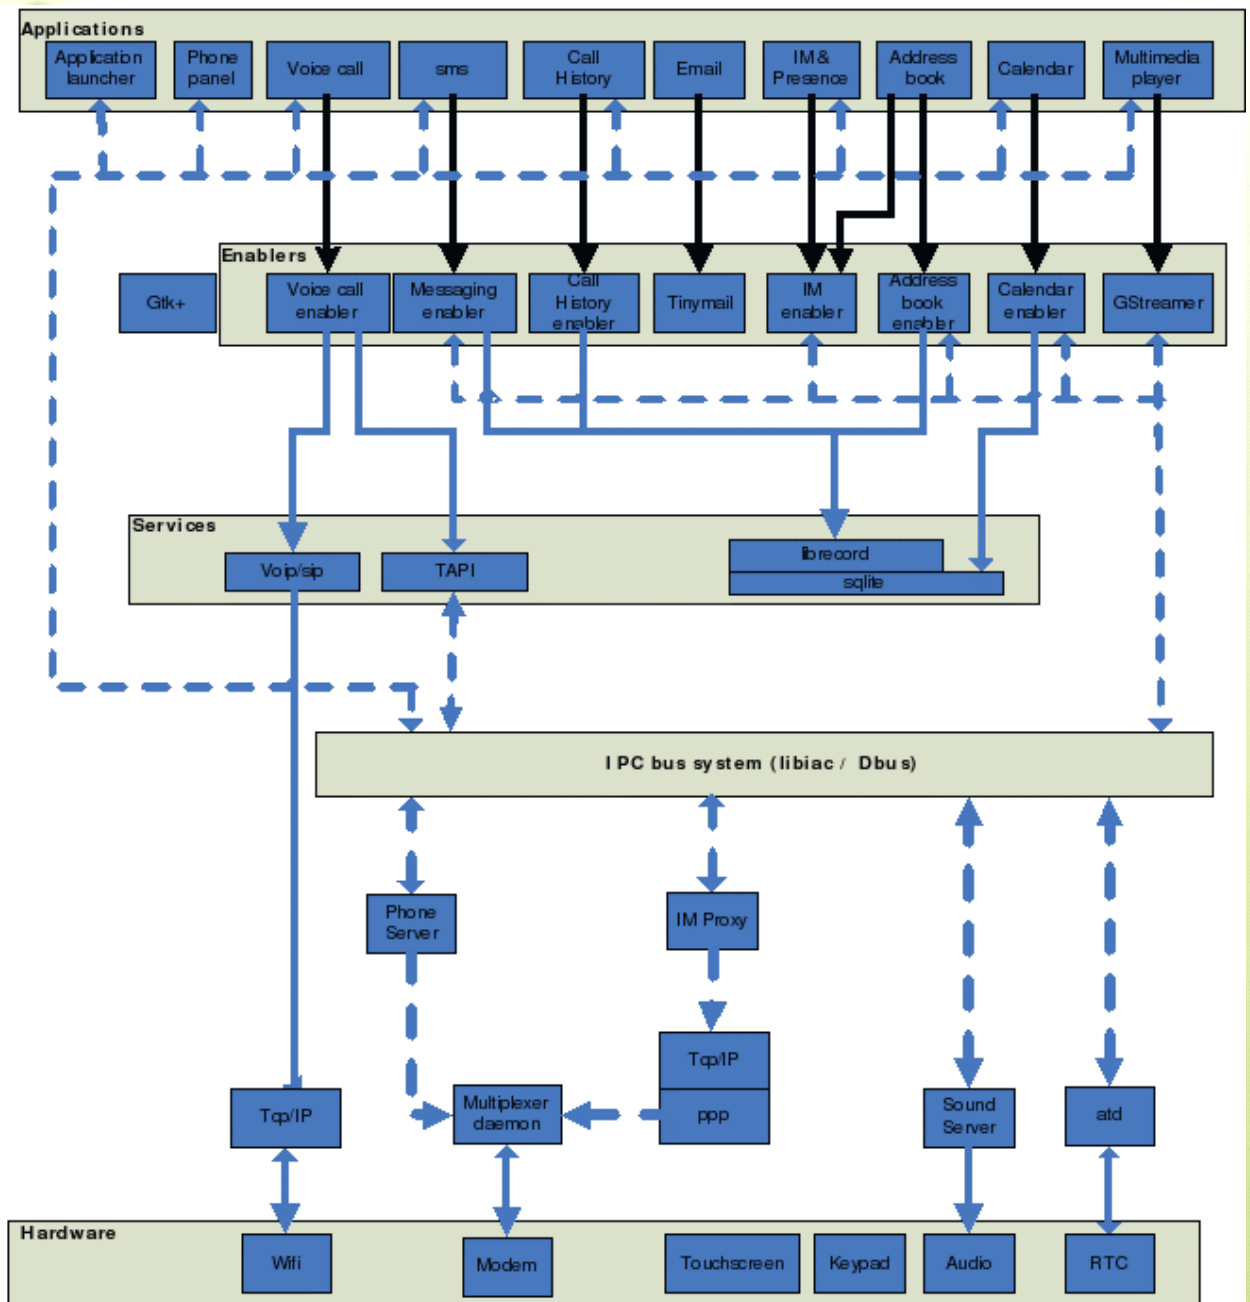 Applications
Application
launcher
Phone
panel
Voice call
sms
Call
History
Email
IM &
Presence
Address
book
Calendar
Multimedia
player
Enablers
Gtk+
Voice call
enabler
Messaging
enabler
Call
History
enabler
Tinymail
IM
enabler
Address
book
enabler
Calendar
enabler
GStreamer
Services
Voip/sip
TAPI
librecord
sqlite
IPC bus system (libiac / Dbus)
Phone
Server
IM Proxy
Tcp/IP
ppp
Tcp/IP
Multiplexer
daemon
Sound
Server
atd
Hardware
Wifi
Modem
Touchscreen
Keypad
Audio
RTC